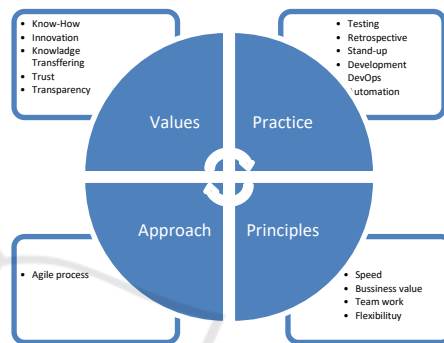 • Know-How
• Innovation
• Knowladge
Transffering
• Trust
• Transparency
• Testing
• Retrospective
• Stand-up
• Development
DevOps
utomation
Values
Practice
Approach
Principles
• Agile process
• Speed
• Bussiness value
• Team work
• Flexibilituy